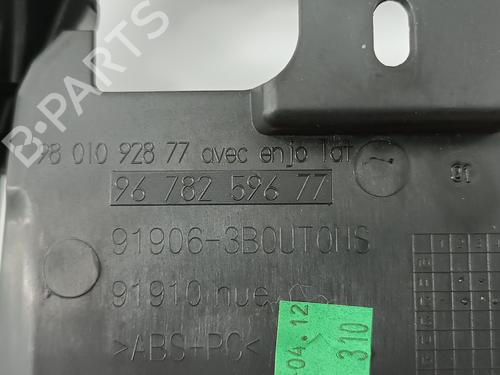 B-PARTS
98 010 928 77 avec enjo lat
96 782 596 77
91906-3BOUTONS
91910 nue
>ABS+PC<
04.12
310